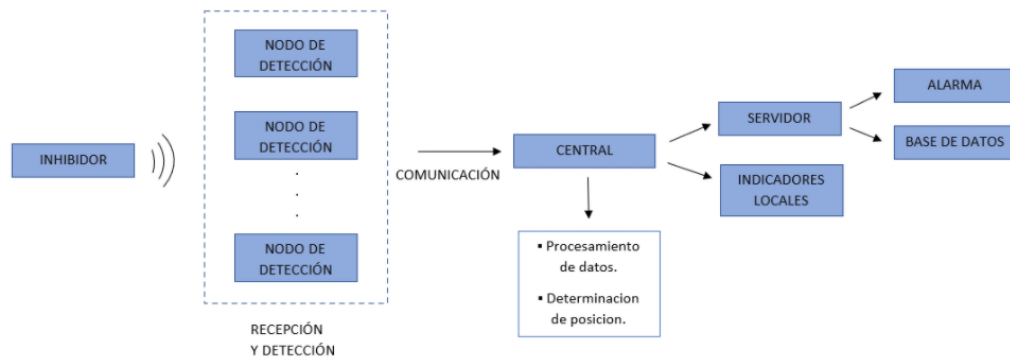 INHIBIDOR
NODO DE
DETECCIÓN
NODO DE
DETECCIÓN
.
.
.
NODO DE
DETECCIÓN
RECEPCIÓN
Y DETECCIÓN
COMUNICACIÓN
CENTRAL
▪ Procesamiento
de datos.
▪ Determinacion
de posicion.
SERVIDOR
INDICADORES
LOCALES
ALARMA
BASE DE DATOS